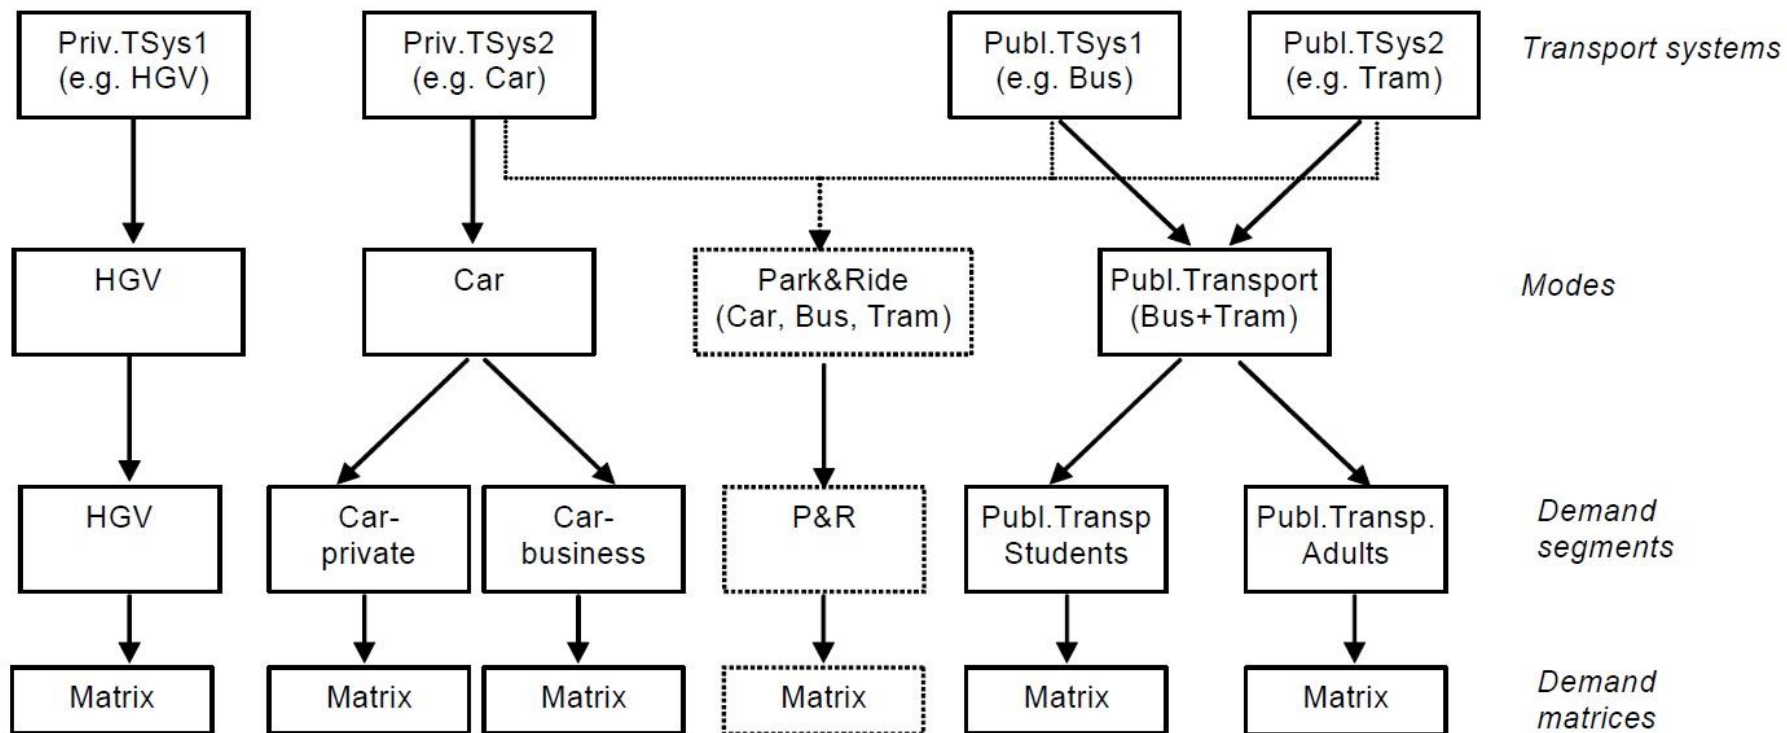 Priv.TSys1
(e.g. HGV)
Priv.TSys2
(e.g. Car)
Publ.TSys1
(e.g. Bus)
Publ.TSys2
(e.g. Tram)
Transport systems
HGV
Car
Park&Ride
(Car, Bus, Tram)
Publ.Transport
(Bus+Tram)
Modes
HGV
Car-
private
Car-
business
P&R
Publ.Transp
Students
Publ.Transp.
Adults
Demand
segments
Matrix
Matrix
Matrix
Matrix
Matrix
Matrix
Demand
matrices